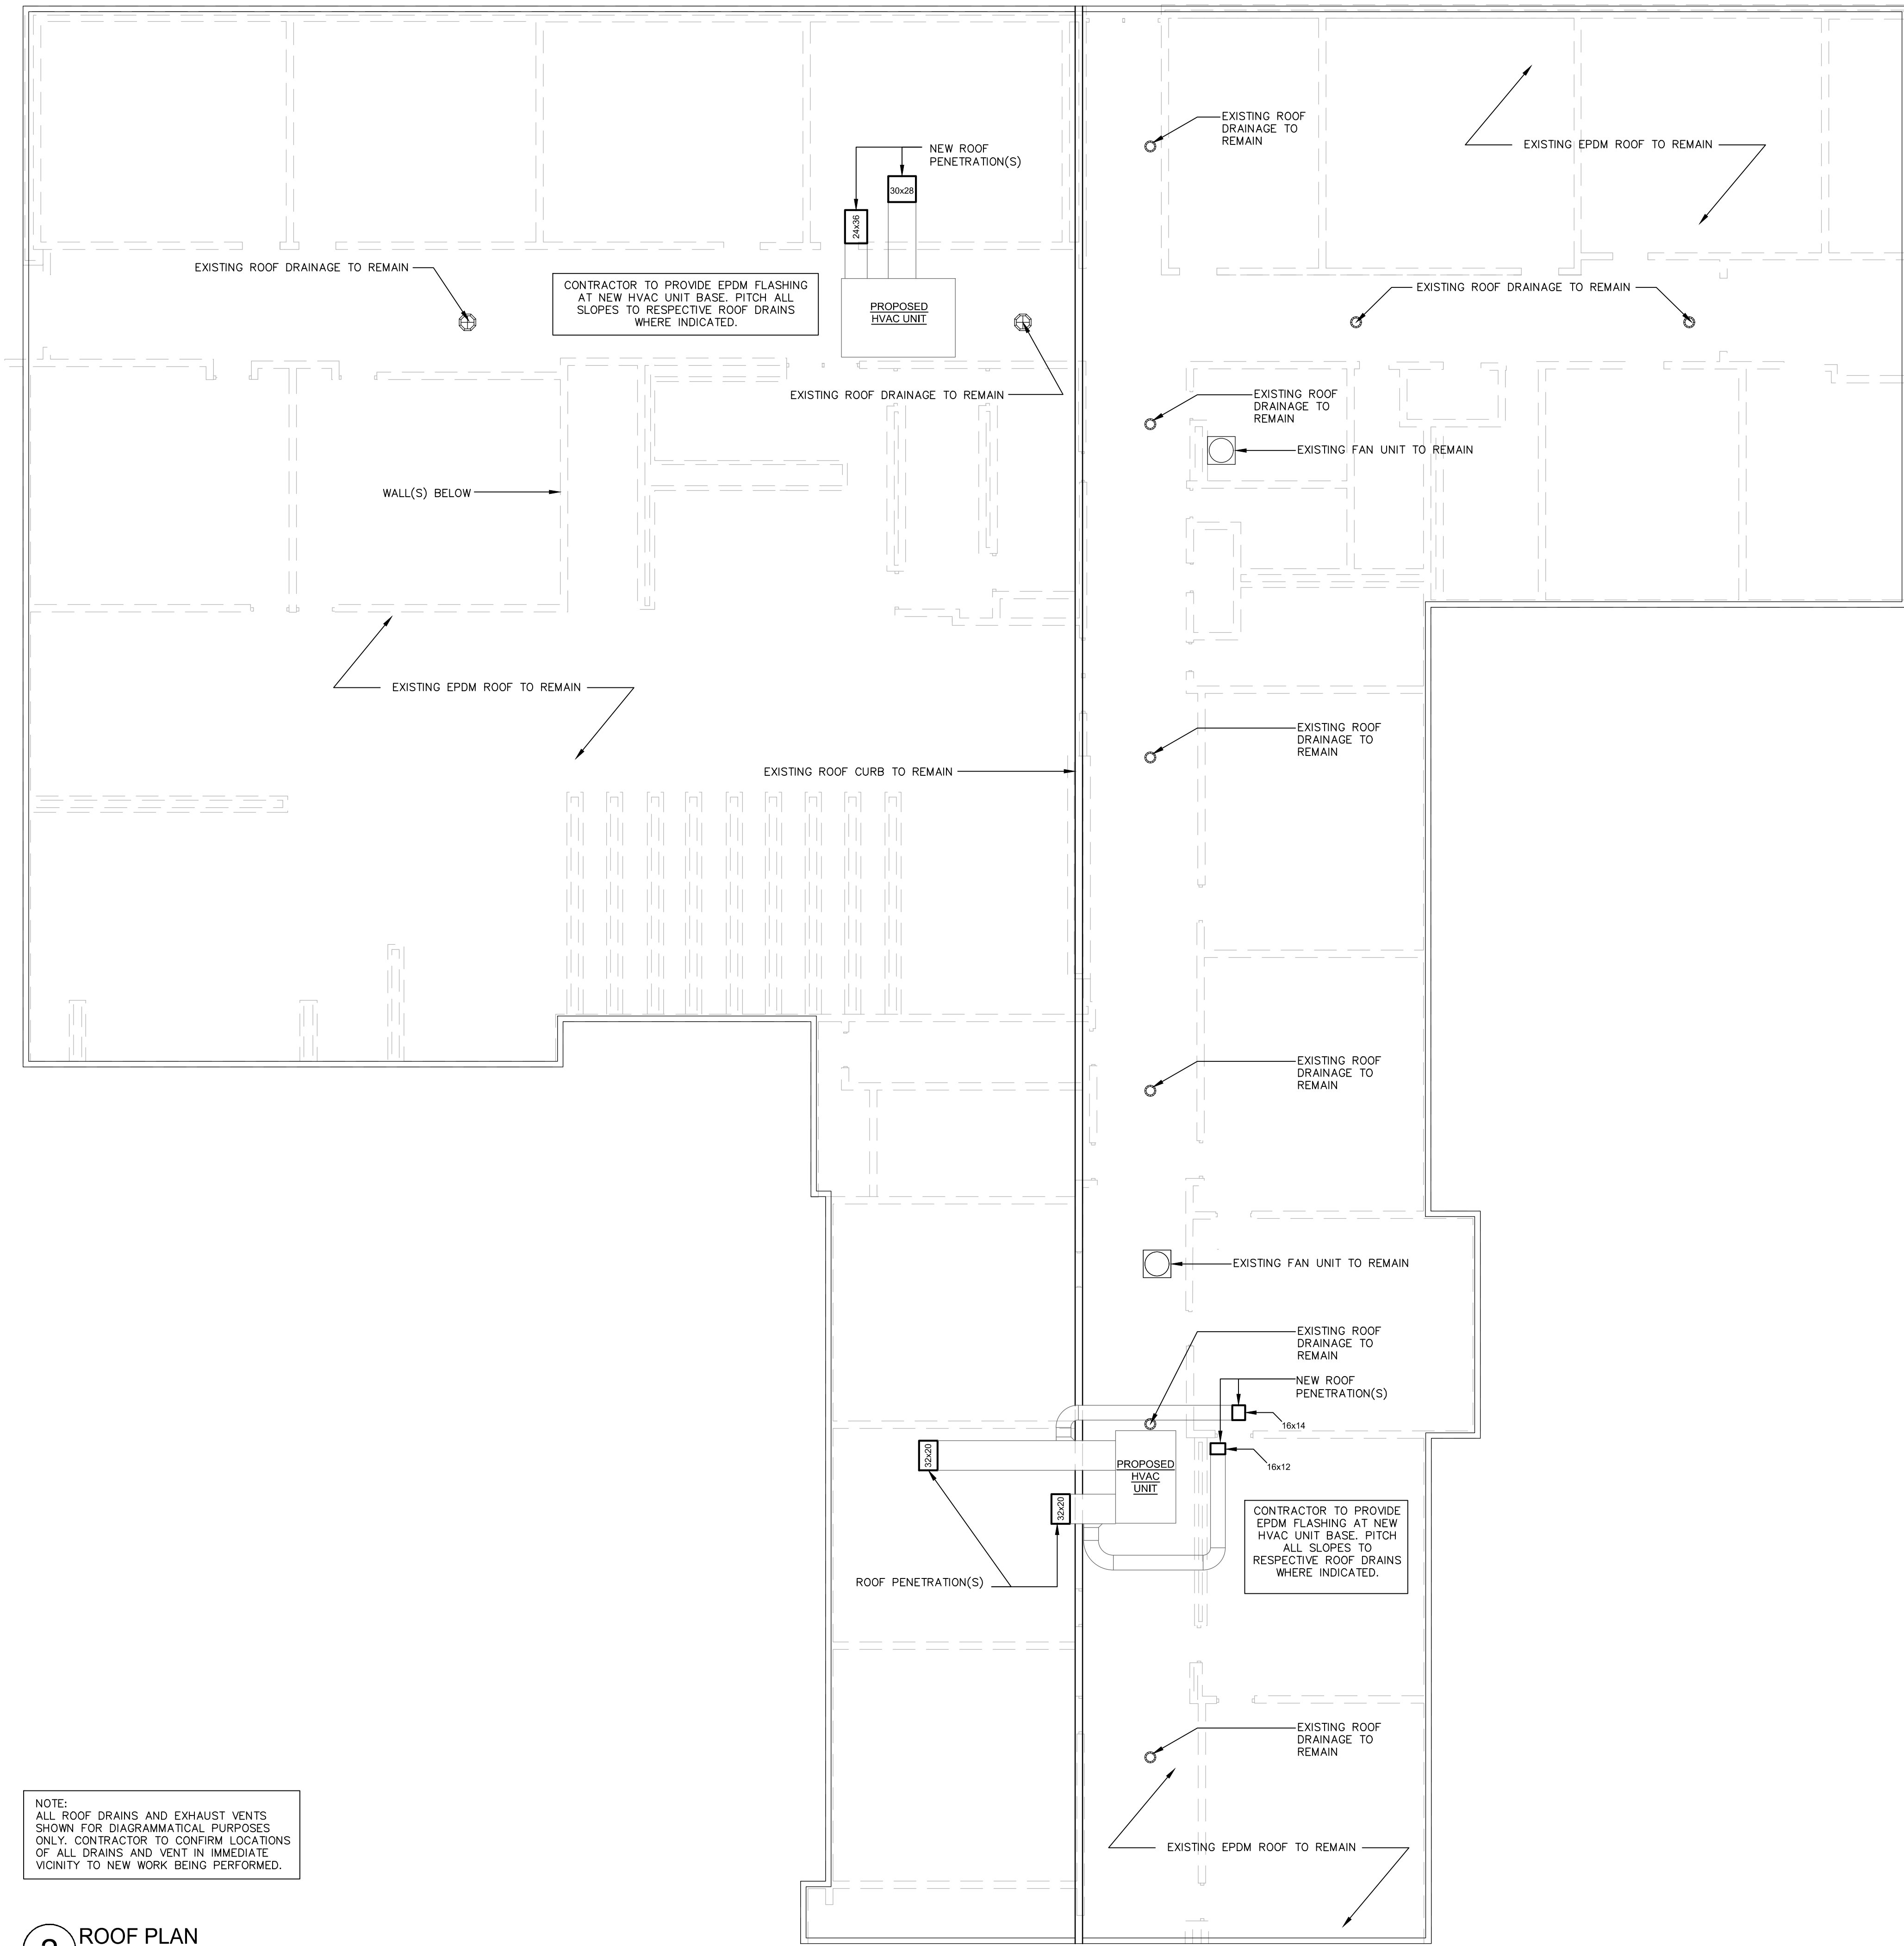 EXISTING ROOF
DRAINAGE TO
REMAIN
EXISTING EPDM ROOF TO REMAIN
NEW ROOF
PENETRATION(S)
30x28
24x36
EXISTING ROOF DRAINAGE TO REMAIN
CONTRACTOR TO PROVIDE EPDM FLASHING
AT NEW HVAC UNIT BASE. PITCH ALL
SLOPES TO RESPECTIVE ROOF DRAINS
WHERE INDICATED.
PROPOSED
HVAC UNIT
EXISTING ROOF DRAINAGE TO REMAIN
EXISTING ROOF DRAINAGE TO REMAIN
EXISTING ROOF
DRAINAGE TO
REMAIN
EXISTING FAN UNIT TO REMAIN
WALL(S) BELOW
EXISTING EPDM ROOF TO REMAIN
EXISTING ROOF
DRAINAGE TO
REMAIN
EXISTING ROOF CURB TO REMAIN
EXISTING ROOF
DRAINAGE TO
REMAIN
EXISTING FAN UNIT TO REMAIN
EXISTING ROOF
DRAINAGE TO
REMAIN
NEW ROOF
PENETRATION(S)
16x14
32x20
PROPOSED
HVAC
UNIT
16x12
32x20
CONTRACTOR TO PROVIDE
EPDM FLASHING AT NEW
HVAC UNIT BASE. PITCH
ALL SLOPES TO
RESPECTIVE ROOF DRAINS
WHERE INDICATED.
ROOF PENETRATION(S)
EXISTING ROOF
DRAINAGE TO
REMAIN
EXISTING EPDM ROOF TO REMAIN
NOTE:
ALL ROOF DRAINS AND EXHAUST VENTS
SHOWN FOR DIAGRAMMATICAL PURPOSES
ONLY. CONTRACTOR TO CONFIRM LOCATIONS
OF ALL DRAINS AND VENT IN IMMEDIATE
VICINITY TO NEW WORK BEING PERFORMED.
ROOF PLAN